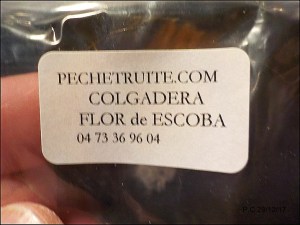 PECHETRUITE.COM
COLGADERA
FLOR de ESCOBA
04 73 36 96 04